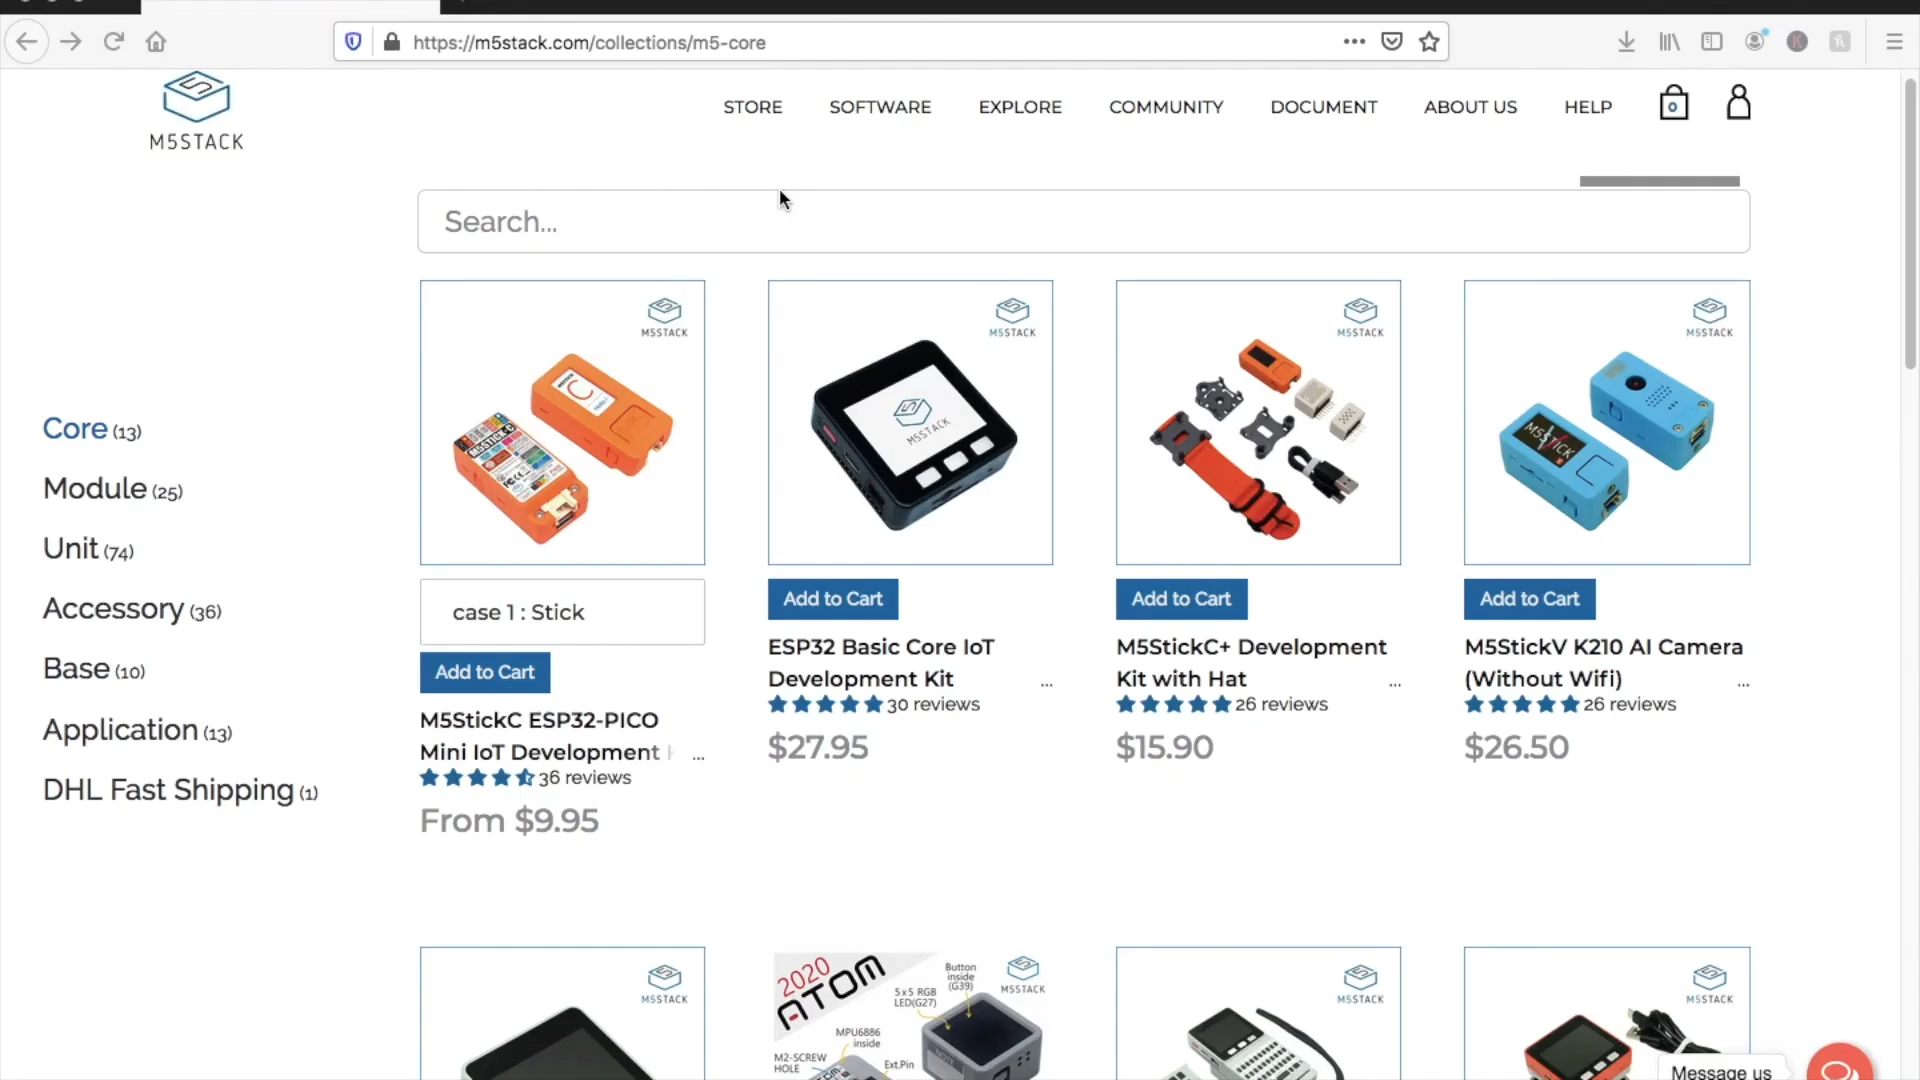 https://m5stack.com/collections/m5-core
M5STACK
STORE
SOFTWARE
EXPLORE
COMMUNITY
DOCUMENT
ABOUT US
HELP
0
Search...
Core (13)
Module (25)
Unit (74)
Accessory (36)
Base (10)
Application (13)
DHL Fast Shipping (1)
M5STACK
case 1 : Stick
Add to Cart
M5StickC ESP32-PICO
Mini IoT Development ...
36 reviews
From $9.95
M5STACK
M5STACK
Add to Cart
ESP32 Basic Core IoT
Development Kit ...
30 reviews
$27.95
M5STACK
Add to Cart
M5StickC+ Development
Kit with Hat ...
26 reviews
$15.90
M5STACK
M5STICK
Add to Cart
M5StickV K210 AI Camera
(Without Wifi) ...
26 reviews
$26.50
M5STACK
2020
ATOM
Button
inside
(G39)
M5STACK
5x5 RGB
LED(G27)
MPU6886
inside
M2-SCREW
HOLE
Ext.Pin
M5STACK
M5STACK
Message us